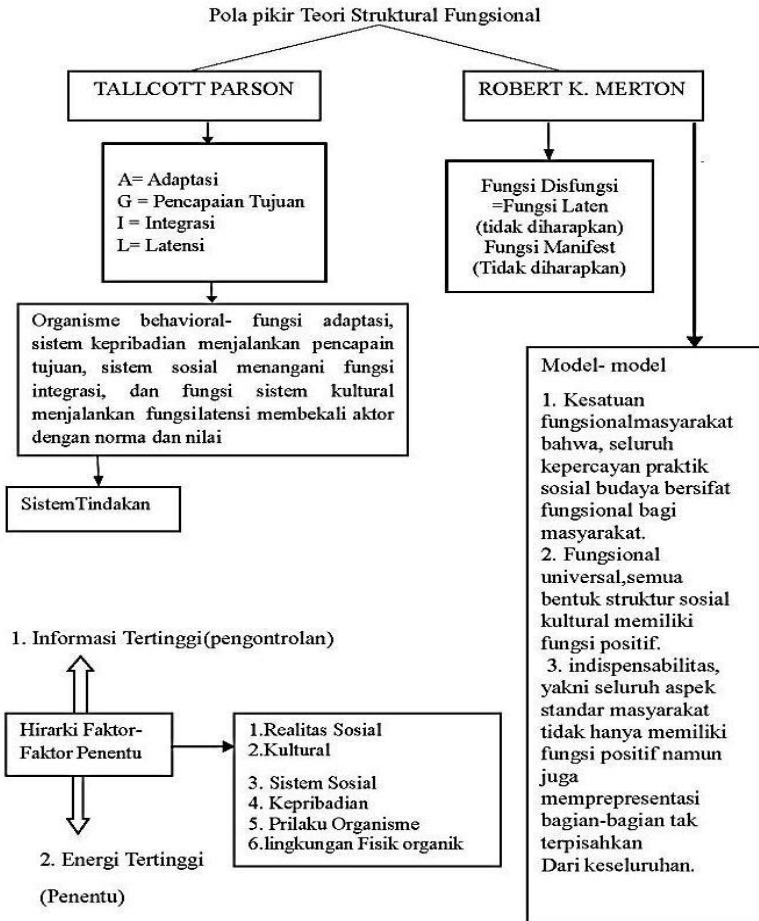 Pola pikir Teori Struktural Fungsional
TALLCOTT PARSON
ROBERT K. MERTON
A= Adaptasi
G = Pencapaian Tujuan
I = Integrasi
L= Latensi
Fungsi Disfungsi
=Fungsi Laten
(tidak diharapkan)
Fungsi Manifest
(Tidak diharapkan)
Organisme behavioral- fungsi adaptasi,
sistem kepribadian menjalankan pencapain
tujuan, sistem sosial menangani fungsi
integrasi, dan fungsi sistem kultural
menjalankan fungsilatensi membekali aktor
dengan norma dan nilai
SistemTindakan
Model- model
1. Kesatuan
fungsionalmasyarakat
bahwa, seluruh
kepercayan praktik
sosial budaya bersifat
fungsional bagi
masyarakat.
2. Fungsional
universal,semua
bentuk struktur sosial
kultural memiliki
fungsi positif.
3. indispensabilitas,
yakni seluruh aspek
standar masyarakat
tidak hanya memiliki
fungsi positif namun
juga
memprepresentasi
bagian-bagian tak
terpisahkan
Dari keseluruhan.
1. Informasi Tertinggi(pengontrolan)
Hirarki Faktor-
Faktor Penentu
1.Realitas Sosial
2.Kultural
3. Sistem Sosial
4. Kepribadian
5. Prilaku Organisme
6.lingkungan Fisik organik
2. Energi Tertinggi
(Penentu)